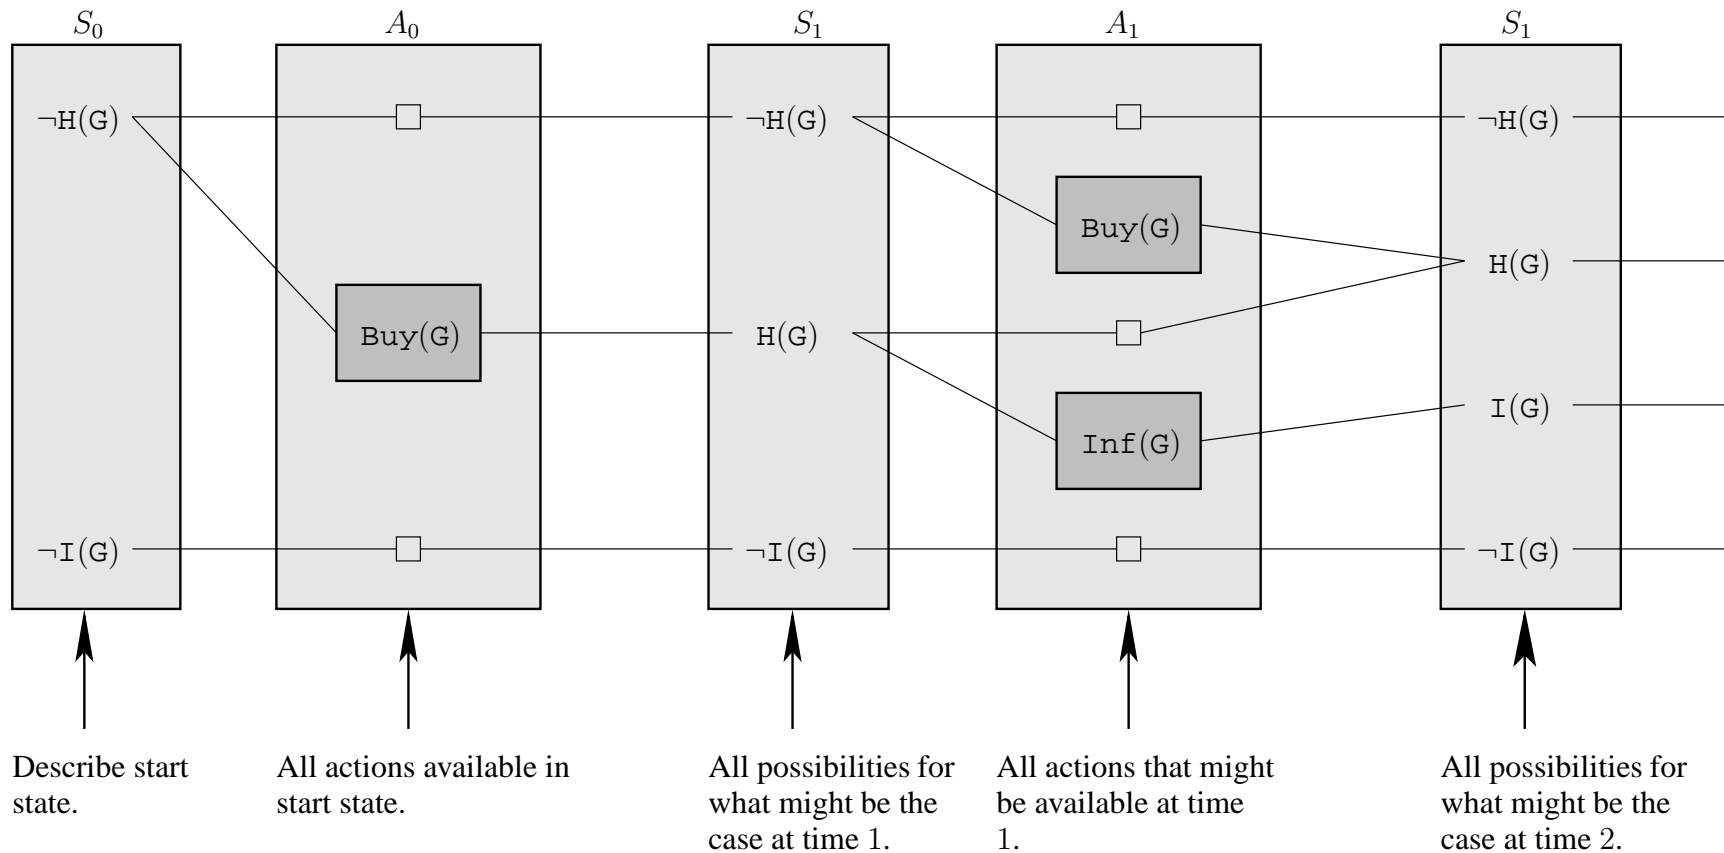 S₀ A₀ S₁ A₁ S₁
¬H(G) ¬H(G) ¬H(G)
Buy(G) H(G)
Buy(G) H(G)
I(G)
Inf(G)
¬I(G) ¬I(G) ¬I(G)
Describe start
state.
All actions available in
start state.
All possibilities for
what might be the
case at time 1.
All actions that might
be available at time
1.
All possibilities for
what might be the
case at time 2.